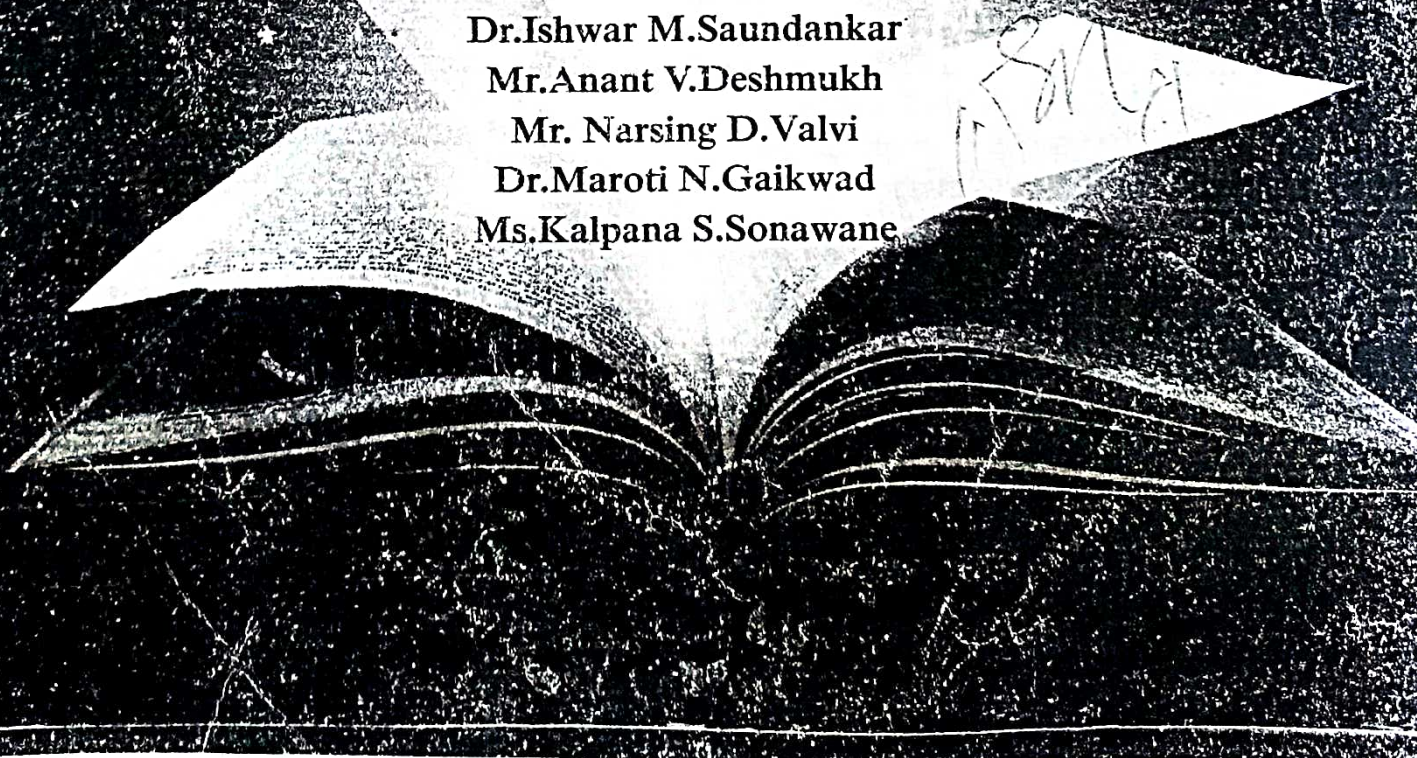 Dr.Ishwar M.Saundankar
Mr.Anant V.Deshmukh
Mr. Narsing D.Valvi
Dr.Maroti N.Gaikwad
Ms.Kalpana S.Sonawane